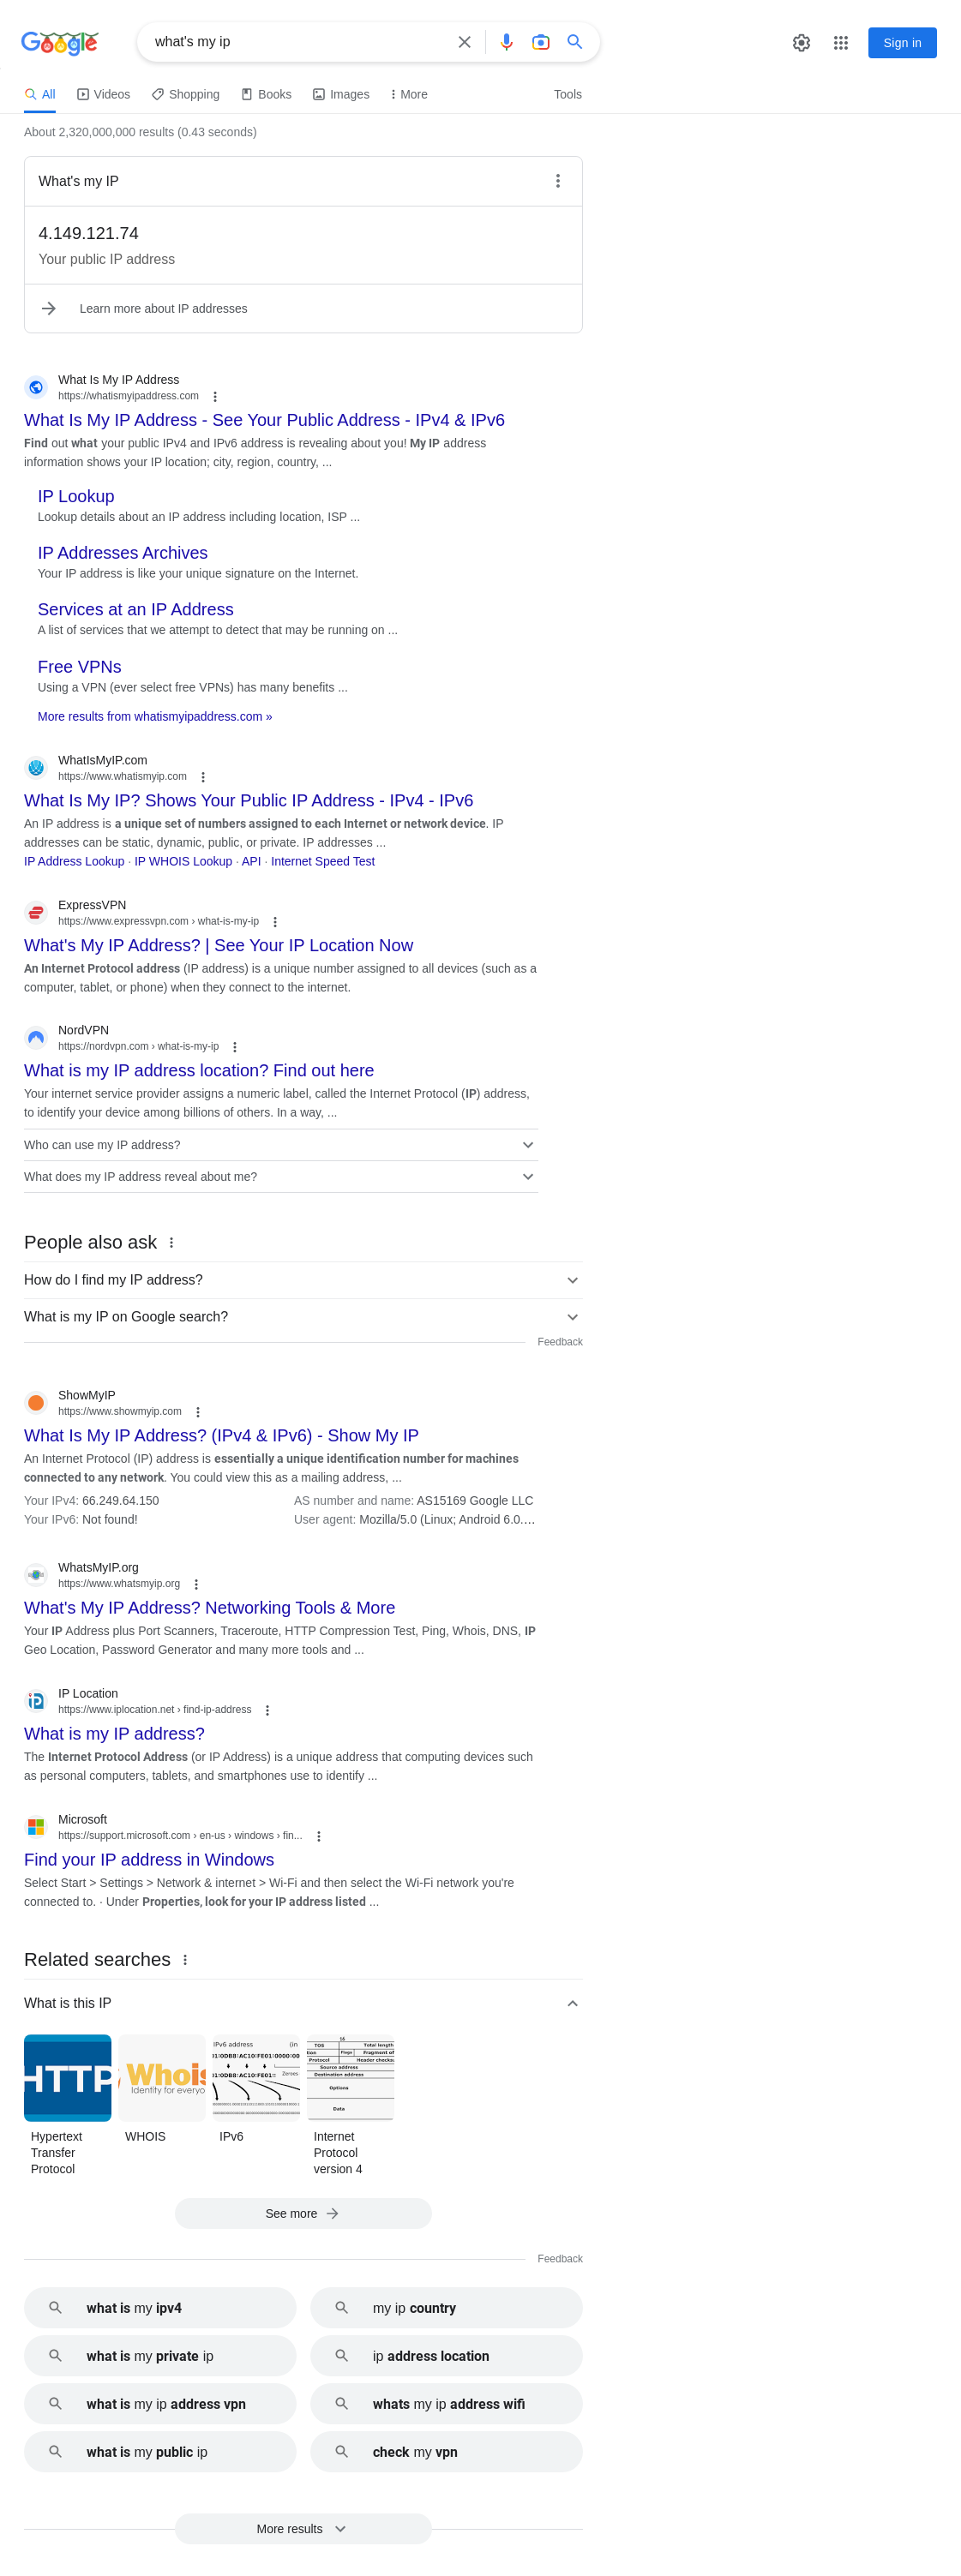 Google
what's my ip
Sign in
All
Videos
Shopping
Books
Images
More
Tools
About 2,320,000,000 results (0.43 seconds)
What's my IP
4.149.121.74
Your public IP address
Learn more about IP addresses
What Is My IP Address
https://whatismyipaddress.com
What Is My IP Address - See Your Public Address - IPv4 & IPv6
Find out what your public IPv4 and IPv6 address is revealing about you! My IP address
information shows your IP location; city, region, country, ...
IP Lookup
Lookup details about an IP address including location, ISP ...
IP Addresses Archives
Your IP address is like your unique signature on the Internet.
Services at an IP Address
A list of services that we attempt to detect that may be running on ...
Free VPNs
Using a VPN (ever select free VPNs) has many benefits ...
More results from whatismyipaddress.com »
WhatIsMyIP.com
https://www.whatismyip.com
What Is My IP? Shows Your Public IP Address - IPv4 - IPv6
An IP address is a unique set of numbers assigned to each Internet or network device. IP
addresses can be static, dynamic, public, or private. IP addresses ...
IP Address Lookup · IP WHOIS Lookup · API · Internet Speed Test
ExpressVPN
https://www.expressvpn.com › what-is-my-ip
What's My IP Address? | See Your IP Location Now
An Internet Protocol address (IP address) is a unique number assigned to all devices (such as a
computer, tablet, or phone) when they connect to the internet.
NordVPN
https://nordvpn.com › what-is-my-ip
What is my IP address location? Find out here
Your internet service provider assigns a numeric label, called the Internet Protocol (IP) address,
to identify your device among billions of others. In a way, ...
Who can use my IP address?
What does my IP address reveal about me?
People also ask
How do I find my IP address?
What is my IP on Google search?
Feedback
ShowMyIP
https://www.showmyip.com
What Is My IP Address? (IPv4 & IPv6) - Show My IP
An Internet Protocol (IP) address is essentially a unique identification number for machines
connected to any network. You could view this as a mailing address, ...
Your IPv4: 66.249.64.150
AS number and name: AS15169 Google LLC
Your IPv6: Not found!
User agent: Mozilla/5.0 (Linux; Android 6.0....
WhatsMyIP.org
https://www.whatsmyip.org
What's My IP Address? Networking Tools & More
Your IP Address plus Port Scanners, Traceroute, HTTP Compression Test, Ping, Whois, DNS, IP
Geo Location, Password Generator and many more tools and ...
IP Location
https://www.iplocation.net › find-ip-address
What is my IP address?
The Internet Protocol Address (or IP Address) is a unique address that computing devices such
as personal computers, tablets, and smartphones use to identify ...
Microsoft
https://support.microsoft.com › en-us › windows › fin...
Find your IP address in Windows
Select Start > Settings > Network & internet > Wi-Fi and then select the Wi-Fi network you're
connected to. · Under Properties, look for your IP address listed ...
Related searches
What is this IP
HTTP
Whois
Identity for everyo
IPv6 address (in
Zeroes
16
TOS
Total length
Flags
Fragment of
Protocol
Header checks
Source address
Destination address
Options
Data
Hypertext
Transfer
Protocol
WHOIS
IPv6
Internet
Protocol
version 4
See more
Feedback
what is my ipv4
my ip country
what is my private ip
ip address location
what is my ip address vpn
whats my ip address wifi
what is my public ip
check my vpn
More results